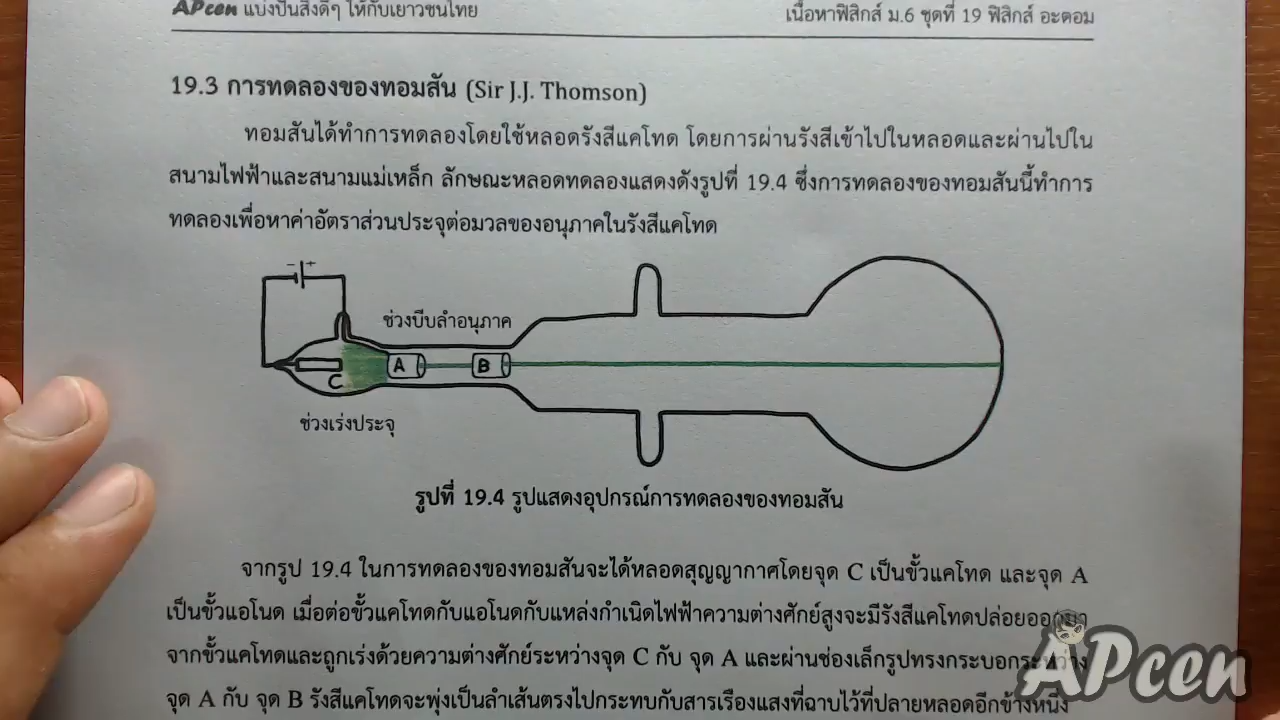 APcen แบ่งปันสิ่งดีๆ ให้กับเยาวชนไทย
เนื้อหาฟิสิกส์ ม.6 ชุดที่ 19 ฟิสิกส์ อะตอม
19.3 การทดลองของทอมสัน (Sir J.J. Thomson)
ทอมสันได้ทำการทดลองโดยใช้หลอดรังสีแคโทด โดยการผ่านรังสีเข้าไปในหลอดและผ่านไปใน
สนามไฟฟ้าและสนามแม่เหล็ก ลักษณะหลอดทดลองแสดงดังรูปที่ 19.4 ซึ่งการทดลองของทอมสันนี้ทำการ
ทดลองเพื่อหาค่าอัตราส่วนประจุต่อมวลของอนุภาคในรังสีแคโทด
- +
ช่วงบีบลำอนุภาค
A B
C
ช่วงเร่งประจุ
รูปที่ 19.4 รูปแสดงอุปกรณ์การทดลองของทอมสัน
จากรูป 19.4 ในการทดลองของทอมสันจะได้หลอดสุญญากาศโดยจุด C เป็นขั้วแคโทด และจุด A
เป็นขั้วแอโนด เมื่อต่อขั้วแคโทดกับแอโนดกับแหล่งกำเนิดไฟฟ้าความต่างศักย์สูงจะมีรังสีแคโทดปล่อยออกมา
จากขั้วแคโทดและถูกเร่งด้วยความต่างศักย์ระหว่างจุด C กับ จุด A และผ่านช่องเล็กรูปทรงกระบอกระหว่าง
จุด A กับ จุด B รังสีแคโทดจะพุ่งเป็นลำเส้นตรงไปกระทบกับสารเรืองแสงที่ฉาบไว้ที่ปลายหลอดอีกข้างหนึ่ง
APcen